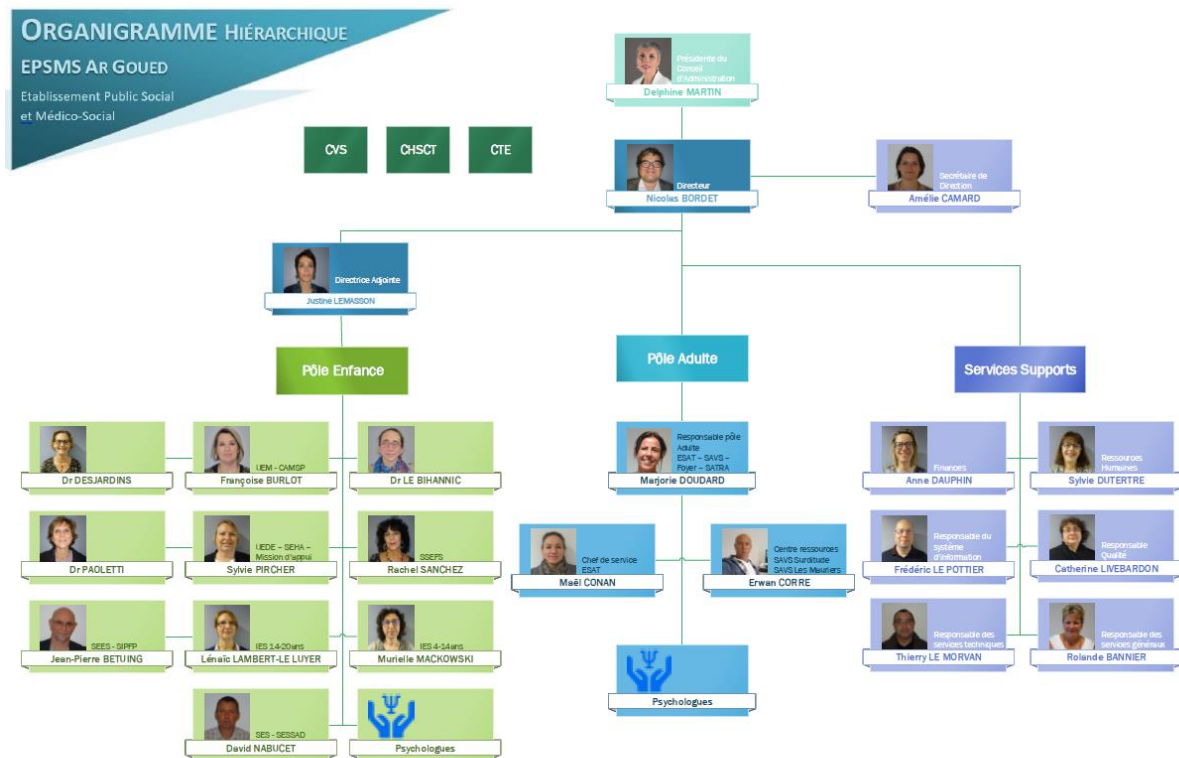 ORGANIGRAMME HIÉRARCHIQUE
EPSMS AR GOUED
Etablissement Public Social
et Médico-Social
CVS
CHSCT
CTE
Présidente du
Conseil
d'Administration
Delphine MARTIN
Directeur
Nicolas BORDET
Secrétaire de
Direction
Amélie CAMARD
Directrice Adjointe
Justine LEMASSON
Pôle Enfance
Pôle Adulte
Services Supports
Dr DESJARDINS
UEM - CAMSP
Françoise BURLOT
Dr LE BIHANNIC
Dr PAOLETTI
UEDE – SEHA –
Mission d'appui
Sylvie PIRCHER
SSEFS
Rachel SANCHEZ
SEES - SIPFP
Jean-Pierre BETUING
IES 14-20ans
Lénaïc LAMBERT-LE LUYER
IES 4-14ans
Murielle MACKOWSKI
SES - SESSAD
David NABUCET
Psychologues
Responsable pôle
Adulte
ESAT – SAVS –
Foyer – SATRA
Marjorie DOUDARD
Chef de service
ESAT
Maël CONAN
Centre ressources
SAVS Surditude
SAVS Les Mauriers
Erwan CORRE
Psychologues
Finances
Anne DAUPHIN
Ressources
Humaines
Sylvie DUTERTRE
Responsable
du système
d'information
Frédéric LE POTTIER
Responsable
Qualité
Catherine LIVEBARDON
Responsable des
services techniques
Thierry LE MORVAN
Responsable des
services généraux
Rolande BANNIER